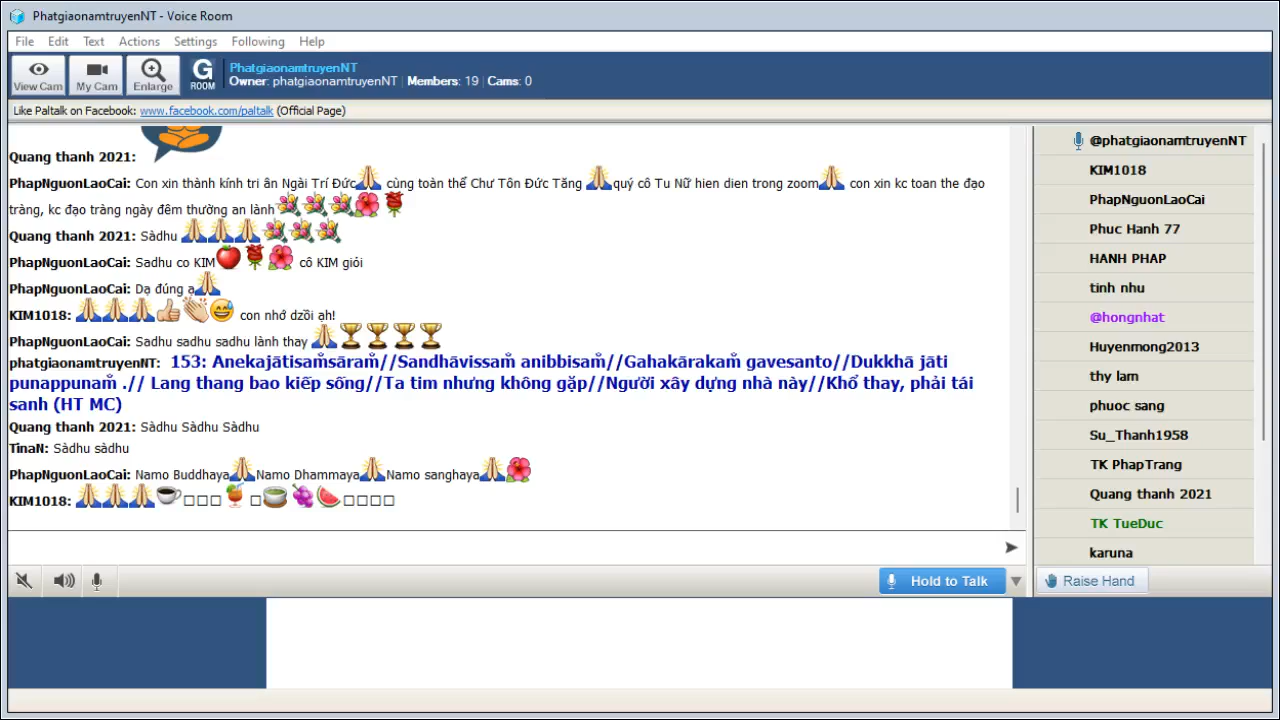 PhatgiaonamtruyenNT - Voice Room
File Edit Text Actions Settings Following Help
View Cam My Cam Enlarge G ROOM
PhatgiaonamtruyenNT
Owner: phatgiaonamtruyenNT | Members: 19 | Cams: 0
Like Paltalk on Facebook: www.facebook.com/paltalk (Official Page)
Quang thanh 2021:
PhapNguonLaoCai: Con xin thành kính tri ân Ngài Trí Đức🙏 cùng toàn thể Chư Tôn Đức Tăng 🙏quý cô Tu Nữ hien dien trong zoom🙏 con xin kc toan the đạo
tràng, kc đạo tràng ngày đêm thường an lành💐💐💐🌺🌹
Quang thanh 2021: Sàdhu 🙏🙏🙏💐💐💐
PhapNguonLaoCai: Sadhu co KIM🍎🌹🌺 cô KIM giỏi
PhapNguonLaoCai: Dạ đúng ạ🙏
KIM1018: 🙏🙏🙏👍👏😅 con nhớ dzồi ạh!
PhapNguonLaoCai: Sadhu sadhu sadhu lành thay 🙏🏆🏆🏆🏆
phatgiaonamtruyenNT: 153: Anekajātisaṁsāraṁ//Sandhāvissaṁ anibbisaṁ//Gahakārakaṁ gavesanto//Dukkhā jāti
punappunaṁ .// Lang thang bao kiếp sống//Ta tìm nhưng không gặp//Người xây dựng nhà này//Khổ thay, phải tái
sanh (HT MC)
Quang thanh 2021: Sàdhu Sàdhu Sàdhu
TinaN: Sàdhu sàdhu
PhapNguonLaoCai: Namo Buddhaya🙏Namo Dhammaya🙏Namo sanghaya🙏🌺
KIM1018: 🙏🙏🙏☕□□□🍹□🍵🍇🍉□□□□
Hold to Talk
@phatgiaonamtruyenNT
KIM1018
PhapNguonLaoCai
Phuc Hanh 77
HANH PHAP
tinh nhu
@hongnhat
Huyenmong2013
thy lam
phuoc sang
Su_Thanh1958
TK PhapTrang
Quang thanh 2021
TK TueDuc
karuna
Raise Hand